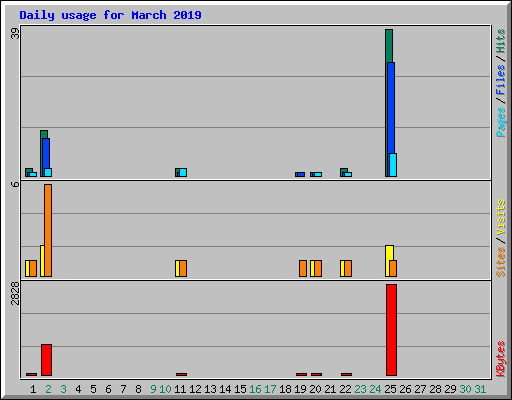 Daily usage for March 2019
39
Pages / Files / Hits
6
Sites / Visits
2828
KBytes
1 2 3 4 5 6 7 8 9 10 11 12 13 14 15 16 17 18 19 20 21 22 23 24 25 26 27 28 29 30 31